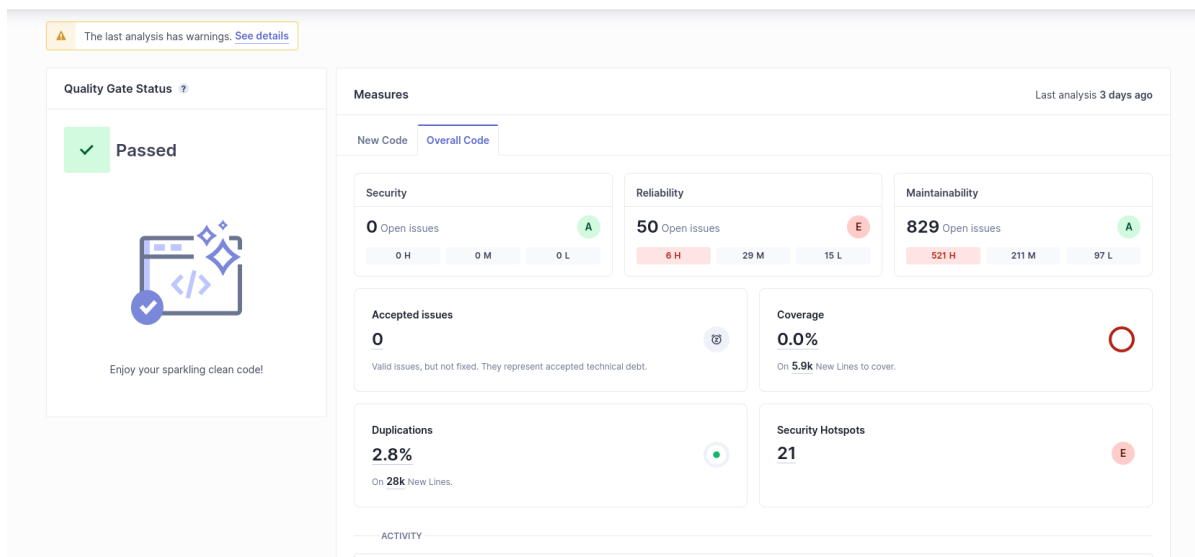 The last analysis has warnings. See details
Quality Gate Status ?
Passed
Enjoy your sparkling clean code!
Measures
Last analysis 3 days ago
New Code
Overall Code
Security
0 Open issues
A
0 H
0 M
0 L
Reliability
50 Open issues
E
6 H
29 M
15 L
Maintainability
829 Open issues
A
521 H
211 M
97 L
Accepted issues
0
Valid issues, but not fixed. They represent accepted technical debt.
Coverage
0.0%
On 5.9k New Lines to cover.
Duplications
2.8%
On 28k New Lines.
Security Hotspots
21
E
ACTIVITY